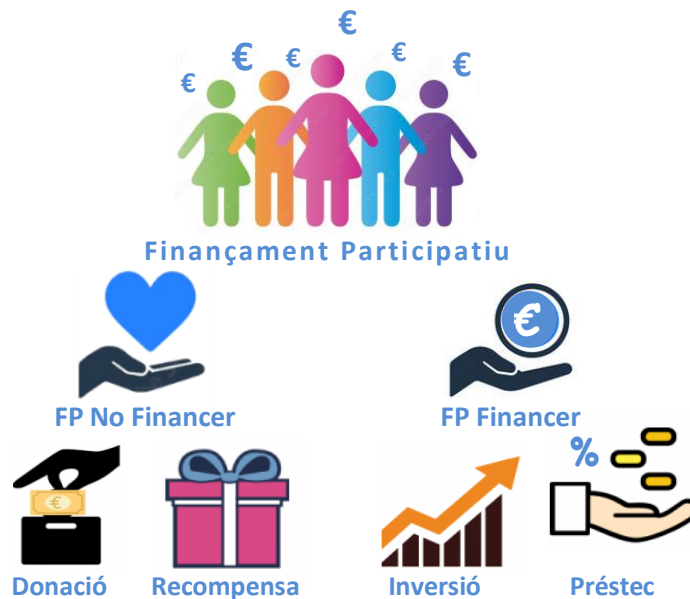 € € € € € €
Finançament Participatiu
€
FP No Financer FP Financer
%
€
Donació Recompensa Inversió Préstec